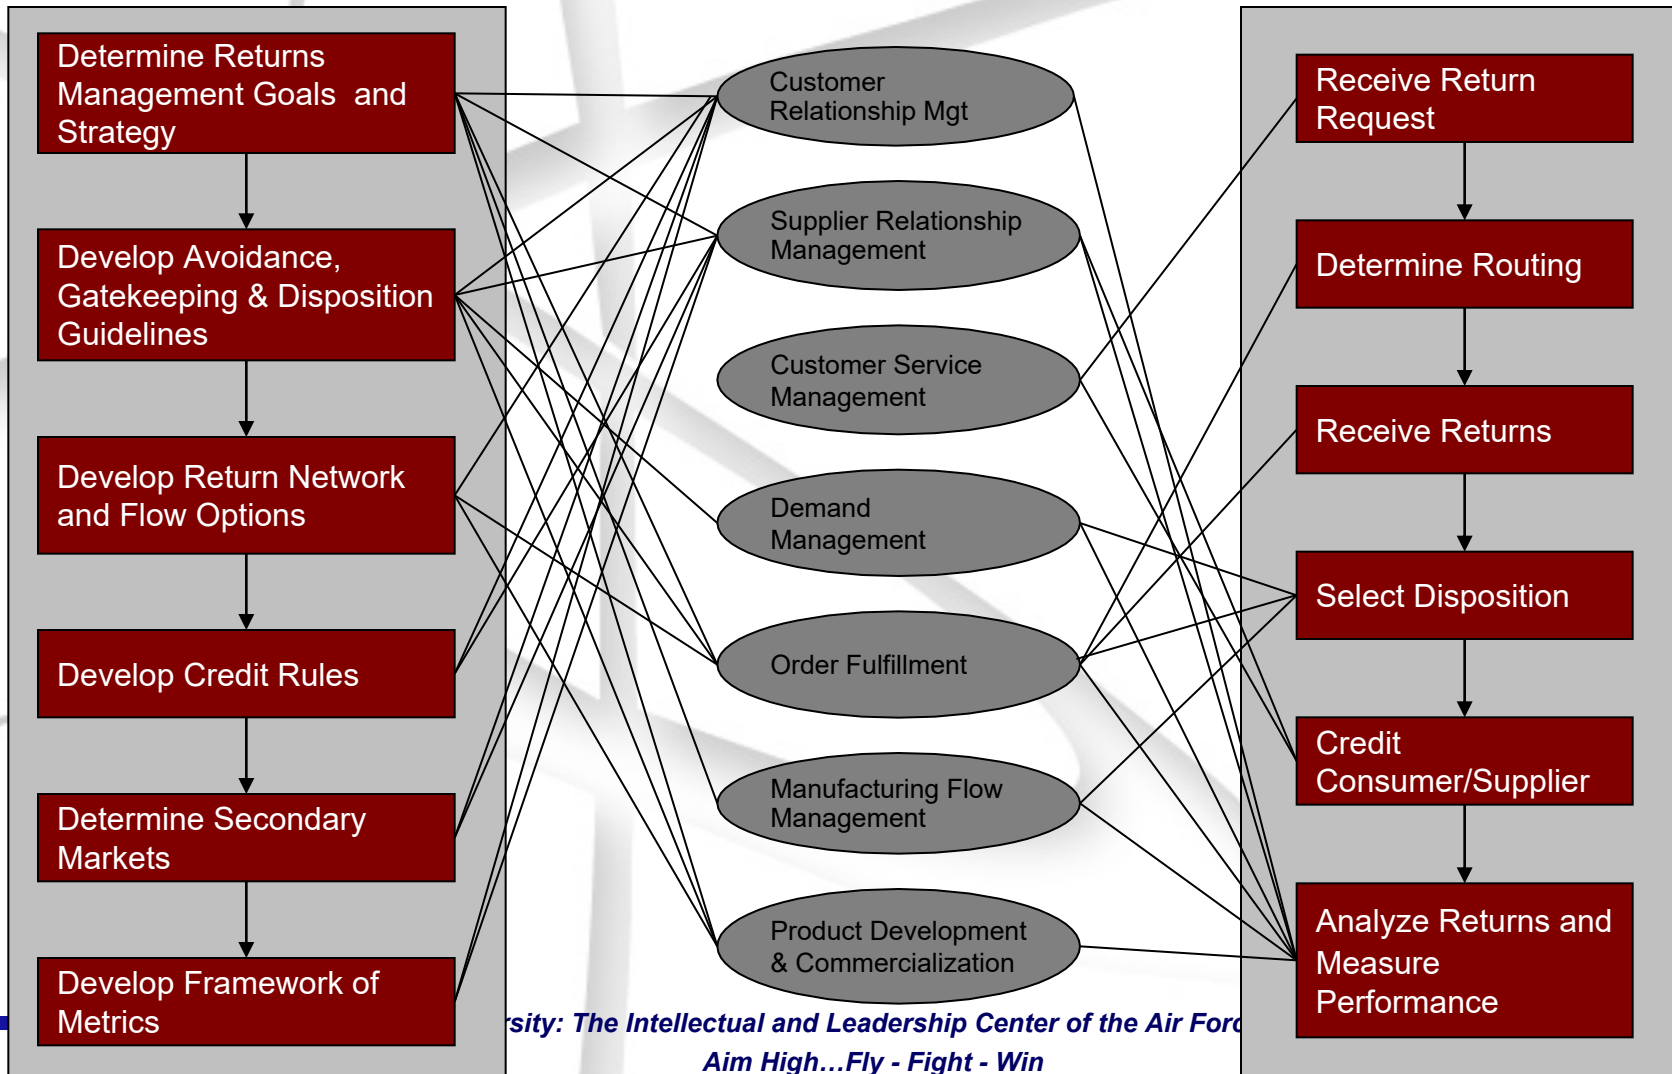 Determine Returns
Management Goals and
Strategy
Develop Avoidance,
Gatekeeping & Disposition
Guidelines
Develop Return Network
and Flow Options
Develop Credit Rules
Determine Secondary
Markets
Develop Framework of
Metrics
Customer
Relationship Mgt
Supplier Relationship
Management
Customer Service
Management
Demand
Management
Order Fulfillment
Manufacturing Flow
Management
Product Development
& Commercialization
Receive Return
Request
Determine Routing
Receive Returns
Select Disposition
Credit
Consumer/Supplier
Analyze Returns and
Measure
Performance
rsity: The Intellectual and Leadership Center of the Air Forc
Aim High…Fly - Fight - Win